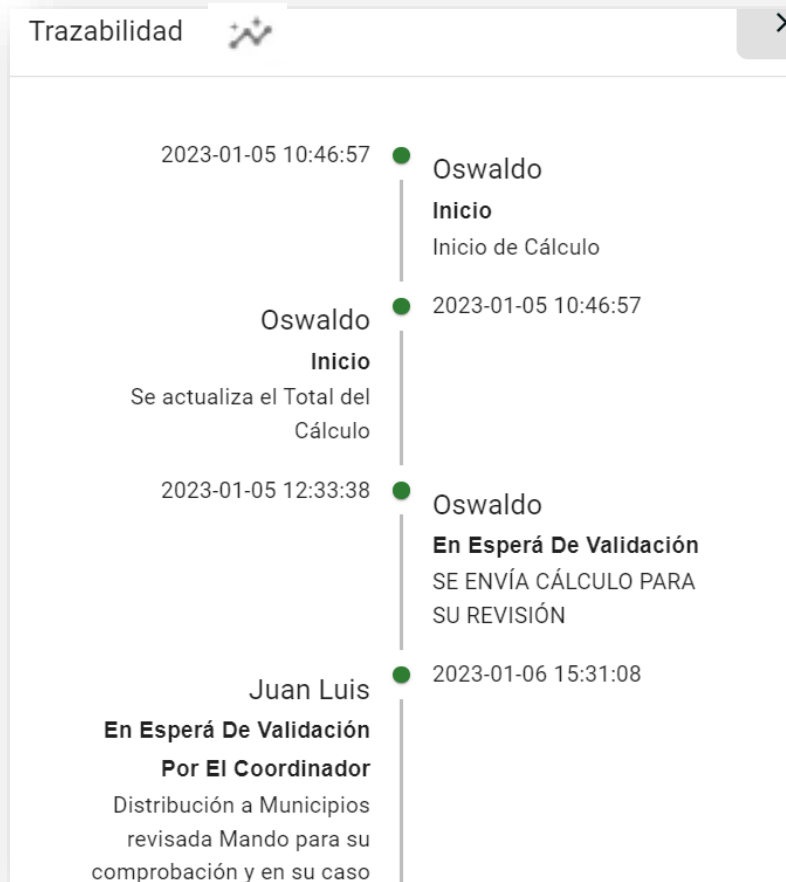 Trazabilidad
2023-01-05 10:46:57
Oswaldo
Inicio
Inicio de Cálculo
2023-01-05 10:46:57
Oswaldo
Inicio
Se actualiza el Total del
Cálculo
2023-01-05 12:33:38
Oswaldo
En Esperá De Validación
SE ENVÍA CÁLCULO PARA
SU REVISIÓN
2023-01-06 15:31:08
Juan Luis
En Esperá De Validación
Por El Coordinador
Distribución a Municipios
revisada Mando para su
comprobación y en su caso